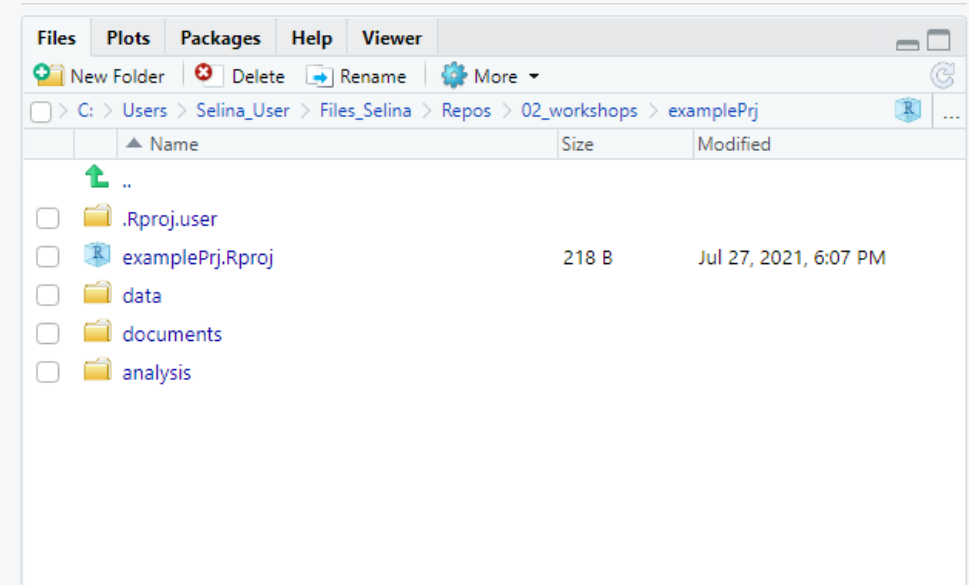 Files Plots Packages Help Viewer
New Folder Delete Rename More
C: > Users > Selina_User > Files_Selina > Repos > 02_workshops > examplePrj R ...
Name Size Modified
..
.Rproj.user
R examplePrj.Rproj 218 B Jul 27, 2021, 6:07 PM
data
documents
analysis